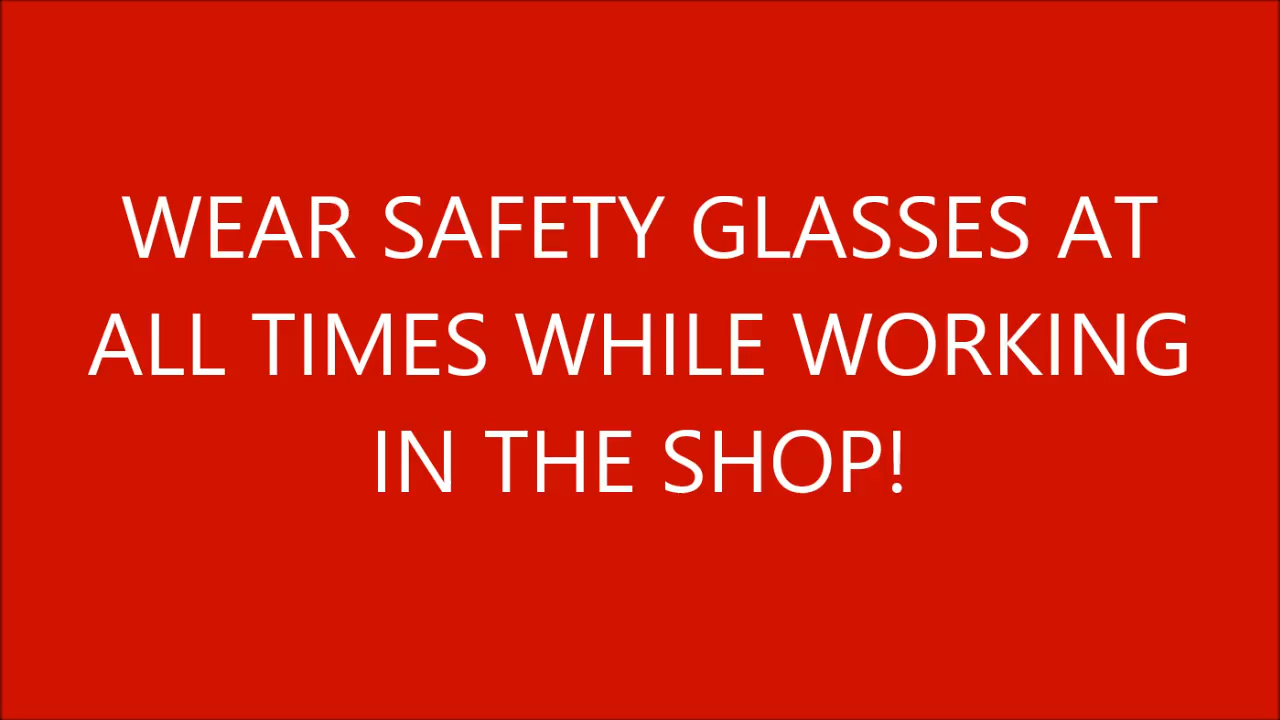 WEAR SAFETY GLASSES AT
ALL TIMES WHILE WORKING
IN THE SHOP!